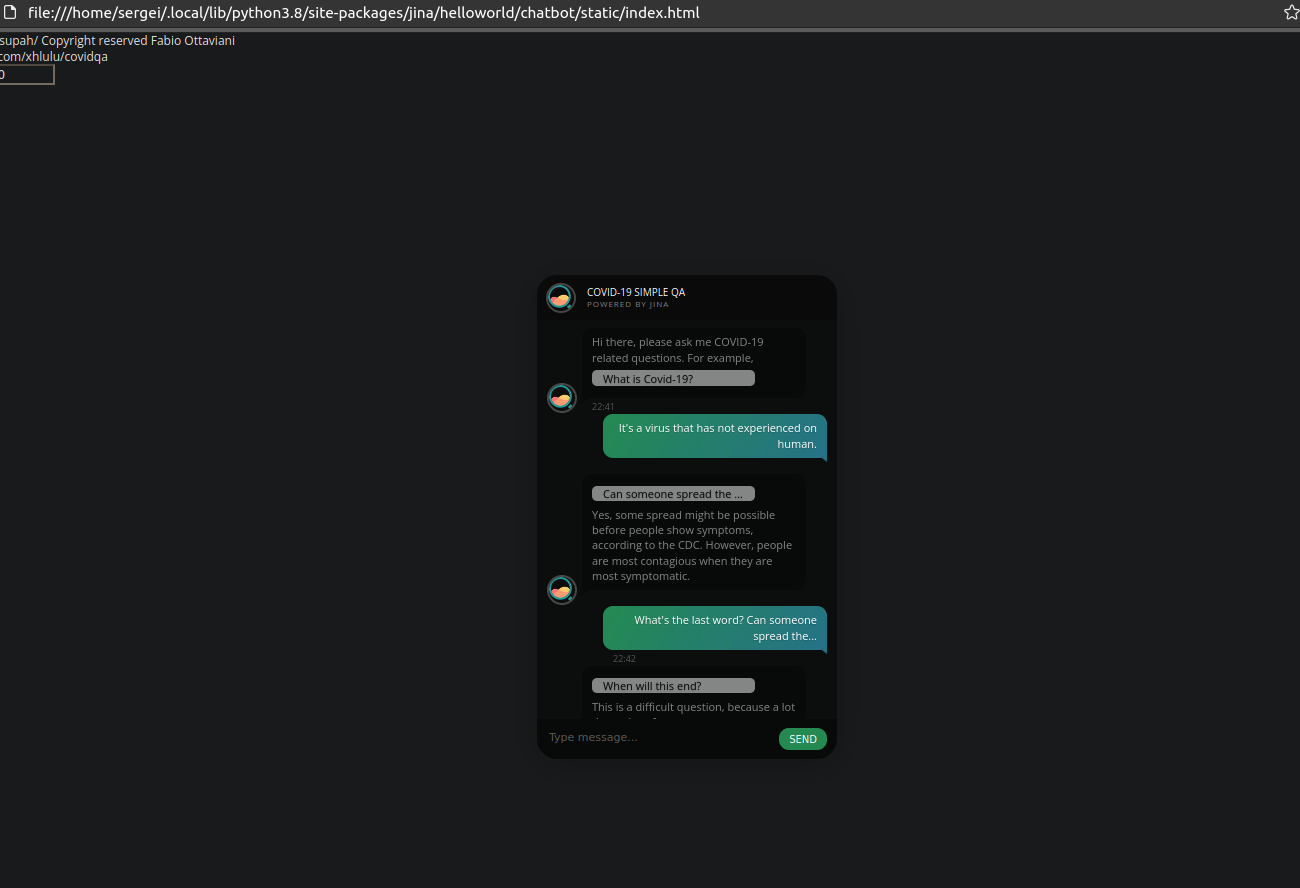 file:///home/sergei/.local/lib/python3.8/site-packages/jina/helloworld/chatbot/static/index.html
supah/ Copyright reserved Fabio Ottaviani
com/xhlulu/covidqa
0
COVID-19 SIMPLE QA
POWERED BY JINA
Hi there, please ask me COVID-19
related questions. For example,
What is Covid-19?
22:41
It's a virus that has not experienced on
human.
Can someone spread the ...
Yes, some spread might be possible
before people show symptoms,
according to the CDC. However, people
are most contagious when they are
most symptomatic.
What's the last word? Can someone
spread the...
22:42
When will this end?
This is a difficult question, because a lot
Type message...
SEND